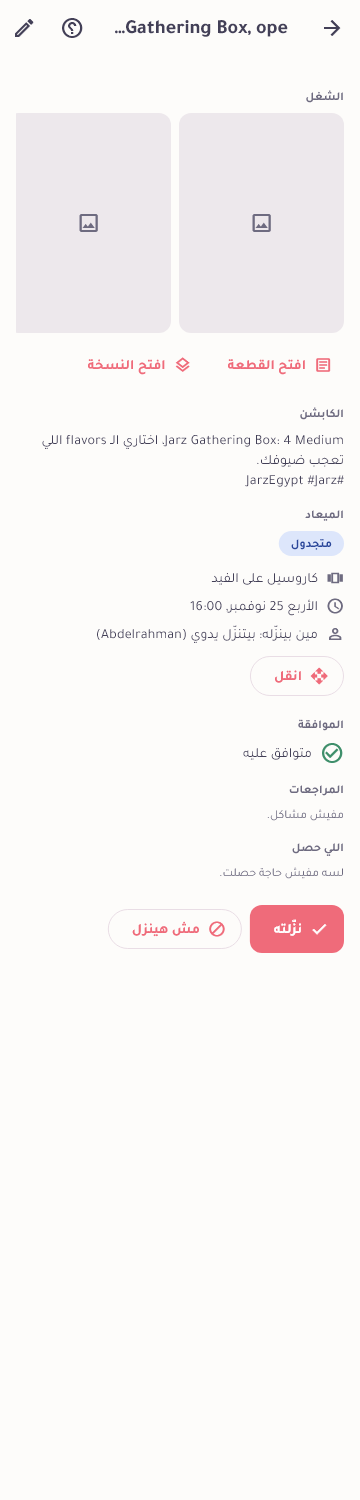 Gathering Box, ope...
الشغل
افتح القطعة
افتح النسخة
الكابشن
Jarz Gathering Box: 4 Medium. اختاري الـ flavors اللي
تعجب ضيوفك.
#Jarz #JarzEgypt
الميعاد
متجدول
كاروسيل على الفيد
الأربع 25 نوفمبر، 16:00
مين بينزّله: بيتنزّل يدوي (Abdelrahman)
انقل
الموافقة
متوافق عليه
المراجعات
مفيش مشاكل.
اللي حصل
لسه مفيش حاجة حصلت.
نزّلته
مش هينزل